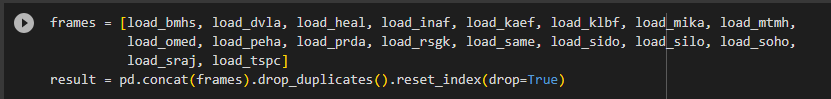 frames = [load_bmhs, load_dvla, load_heal, load_inaf, load_kaef, load_klbf, load_mika, load_mtmh,
load_omed, load_peha, load_prda, load_rsgk, load_same, load_sido, load_silo, load_soho,
load_sraj, load_tspc]
result = pd.concat(frames).drop_duplicates().reset_index(drop=True)